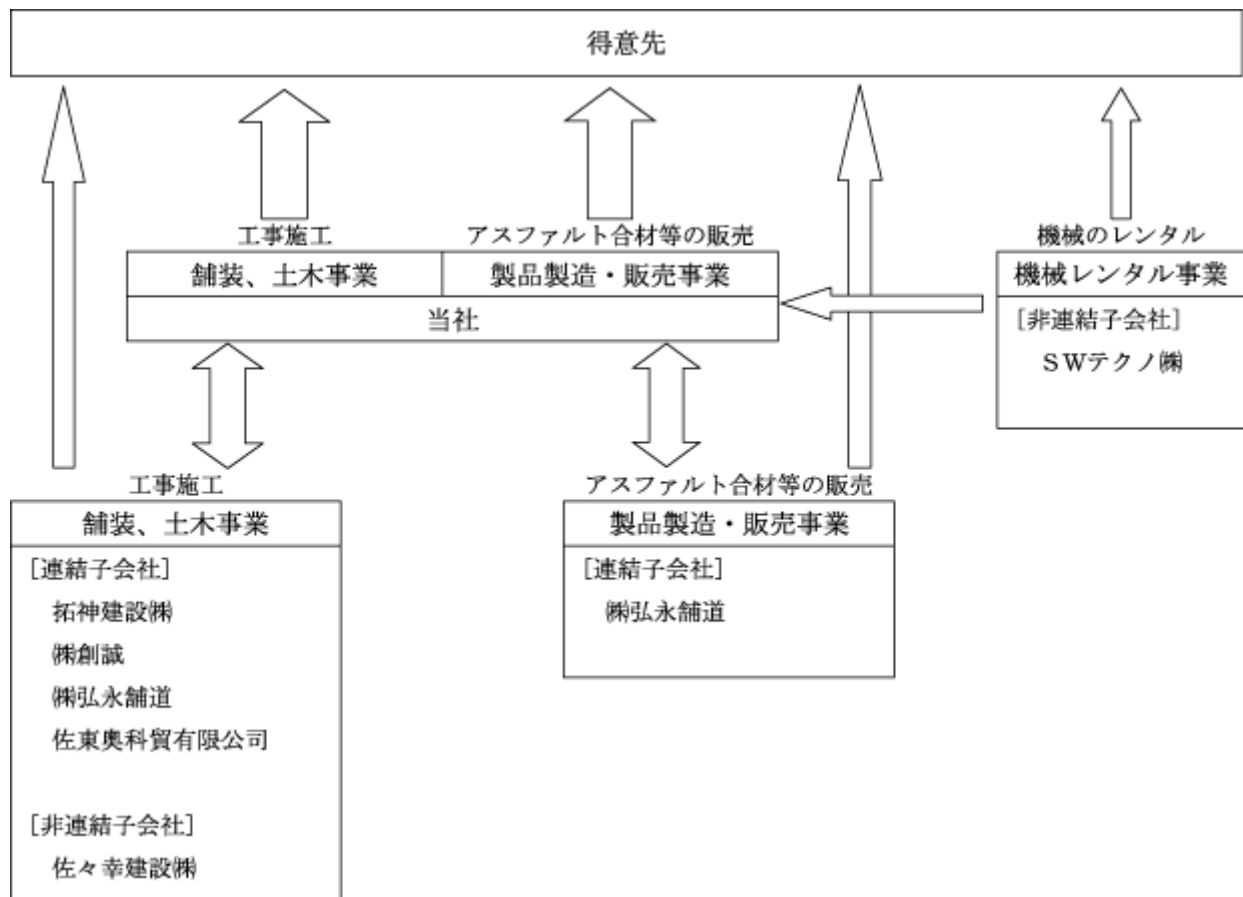 得意先
工事施工
アスファルト合材等の販売
機械のレンタル
舗装、土木事業
製品製造・販売事業
機械レンタル事業
当社
[非連結子会社]
ＳＷテクノ㈱
工事施工
アスファルト合材等の販売
舗装、土木事業
製品製造・販売事業
[連結子会社]
拓神建設㈱
㈱創誠
㈱弘永舗道
佐東奥科貿有限公司
[連結子会社]
㈱弘永舗道
[非連結子会社]
佐々幸建設㈱